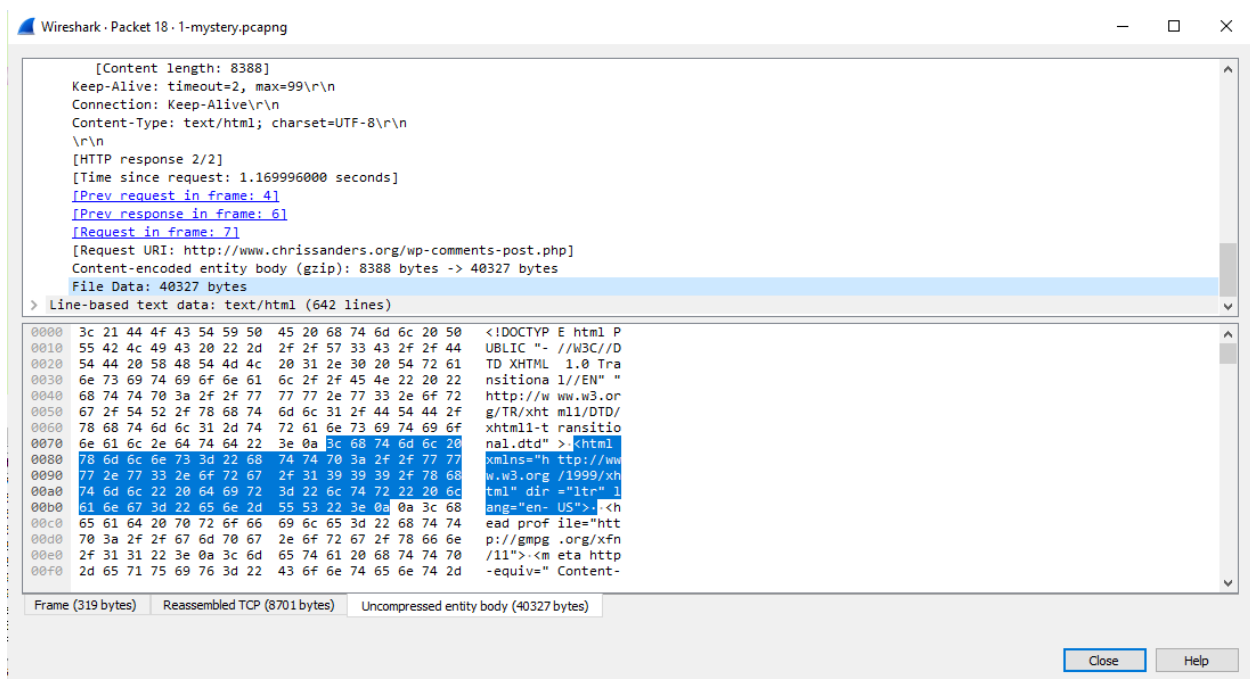 Wireshark · Packet 18 · 1-mystery.pcapng
[Content length: 8388]
Keep-Alive: timeout=2, max=99\r\n
Connection: Keep-Alive\r\n
Content-Type: text/html; charset=UTF-8\r\n
\r\n
[HTTP response 2/2]
[Time since request: 1.169996000 seconds]
[Prev request in frame: 4]
[Prev response in frame: 6]
[Request in frame: 7]
[Request URI: http://www.chrissanders.org/wp-comments-post.php]
Content-encoded entity body (gzip): 8388 bytes -> 40327 bytes
File Data: 40327 bytes
> Line-based text data: text/html (642 lines)
0000 3c 21 44 4f 43 54 59 50 45 20 68 74 6d 6c 20 50 <!DOCTYP E html P
0010 55 42 4c 49 43 20 22 2d 2f 2f 57 33 43 2f 2f 44 UBLIC "- //W3C//D
0020 54 44 20 58 48 54 4d 4c 20 31 2e 30 20 54 72 61 TD XHTML 1.0 Tra
0030 6e 73 69 74 69 6f 6e 61 6c 2f 2f 45 4e 22 20 22 nsitiona l//EN" "
0040 68 74 74 70 3a 2f 2f 77 77 77 2e 77 33 2e 6f 72 http://w ww.w3.or
0050 67 2f 54 52 2f 78 68 74 6d 6c 31 2f 44 54 44 2f g/TR/xht ml1/DTD/
0060 78 68 74 6d 6c 31 2d 74 72 61 6e 73 69 74 69 6f xhtml1-t ransitio
0070 6e 61 6c 2e 64 74 64 22 3e 0a 3c 68 74 6d 6c 20 nal.dtd" >·<html
0080 78 6d 6c 6e 73 3d 22 68 74 74 70 3a 2f 2f 77 77 xmlns="h ttp://ww
0090 77 2e 77 33 2e 6f 72 67 2f 31 39 39 39 2f 78 68 w.w3.org /1999/xh
00a0 74 6d 6c 22 20 64 69 72 3d 22 6c 74 72 22 20 6c tml" dir ="ltr" l
00b0 61 6e 67 3d 22 65 6e 2d 55 53 22 3e 0a 0a 3c 68 ang="en- US">··<h
00c0 65 61 64 20 70 72 6f 66 69 6c 65 3d 22 68 74 74 ead prof ile="htt
00d0 70 3a 2f 2f 67 6d 70 67 2e 6f 72 67 2f 78 66 6e p://gmpg .org/xfn
00e0 2f 31 31 22 3e 0a 3c 6d 65 74 61 20 68 74 74 70 /11">·<m eta http
00f0 2d 65 71 75 69 76 3d 22 43 6f 6e 74 65 6e 74 2d -equiv=" Content-
Frame (319 bytes) Reassembled TCP (8701 bytes) Uncompressed entity body (40327 bytes)
Close Help